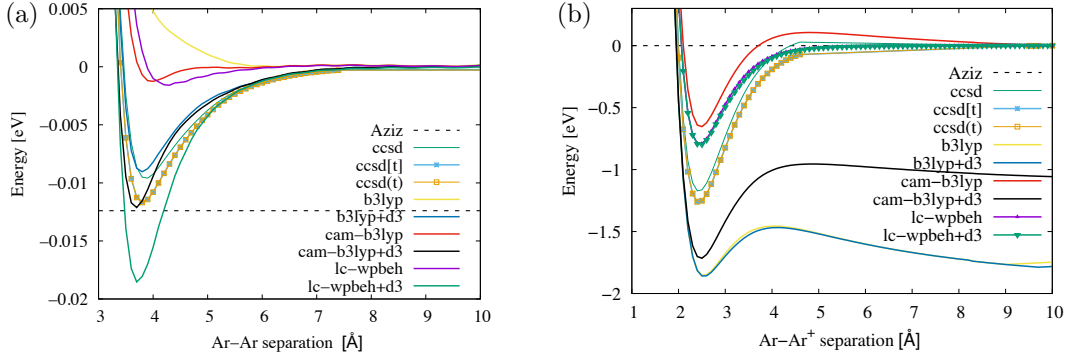 (a)
0.005
0
−0.005
−0.01
−0.015
−0.02
Energy [eV]
3 4 5 6 7 8 9 10
Ar−Ar separation [Å]
Aziz
ccsd
ccsd[t]
ccsd(t)
b3lyp
b3lyp+d3
cam−b3lyp
cam−b3lyp+d3
lc−wpbeh
lc−wpbeh+d3
(b)
0
−0.5
−1
−1.5
−2
Energy [eV]
1 2 3 4 5 6 7 8 9 10
Ar−Ar⁺ separation [Å]
Aziz
ccsd
ccsd[t]
ccsd(t)
b3lyp
b3lyp+d3
cam−b3lyp
cam−b3lyp+d3
lc−wpbeh
lc−wpbeh+d3